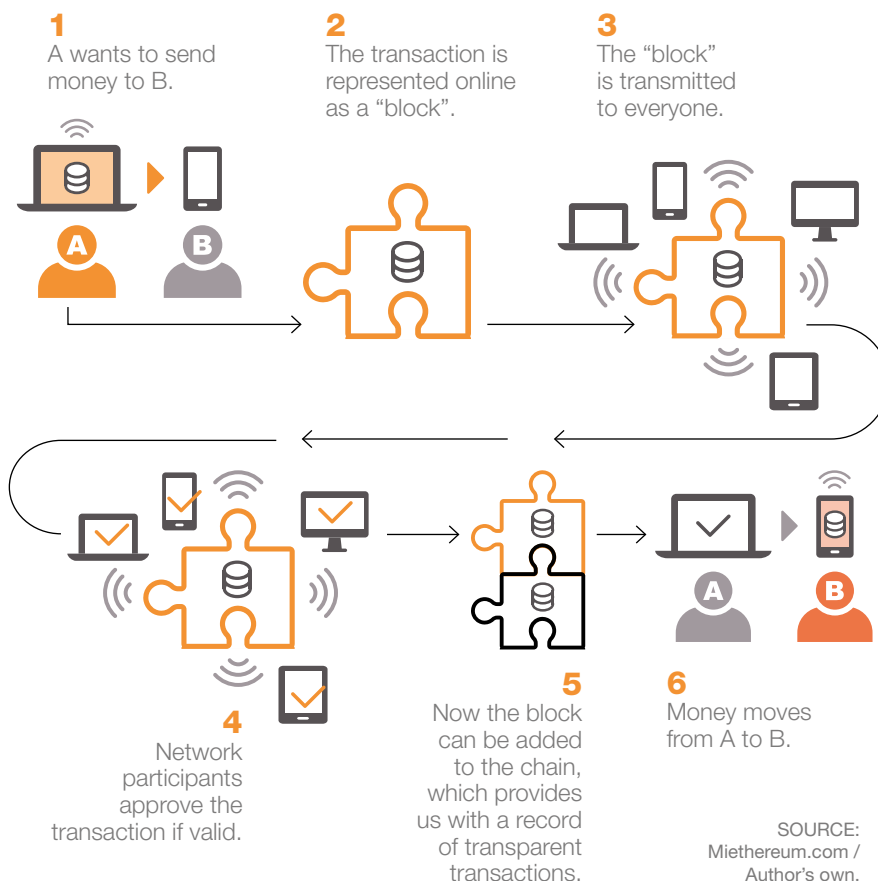 1
A wants to send
money to B.
2
The transaction is
represented online
as a “block”.
3
The “block”
is transmitted
to everyone.
A
B
4
Network
participants
approve the
transaction if valid.
5
Now the block
can be added
to the chain,
which provides
us with a record
of transparent
transactions.
A
B
6
Money moves
from A to B.
SOURCE:
Miethereum.com /
Author’s own.